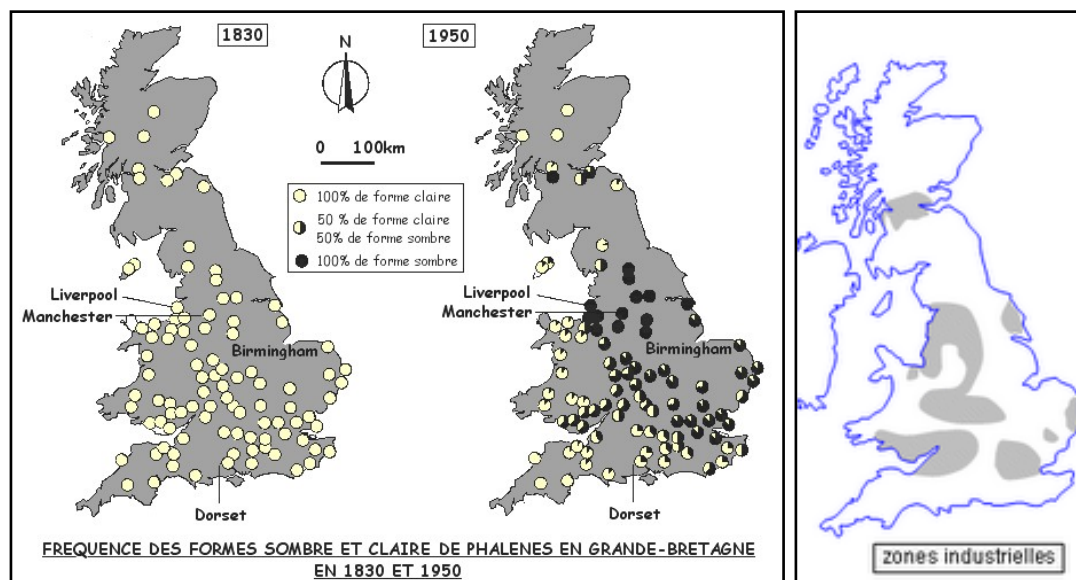 1830
1950
N
0 100km
100% de forme claire
50 % de forme claire
50% de forme sombre
100% de forme sombre
Liverpool
Manchester
Birmingham
Dorset
Liverpool
Manchester
Birmingham
Dorset
FREQUENCE DES FORMES SOMBRE ET CLAIRE DE PHALENES EN GRANDE-BRETAGNE
EN 1830 ET 1950
zones industrielles